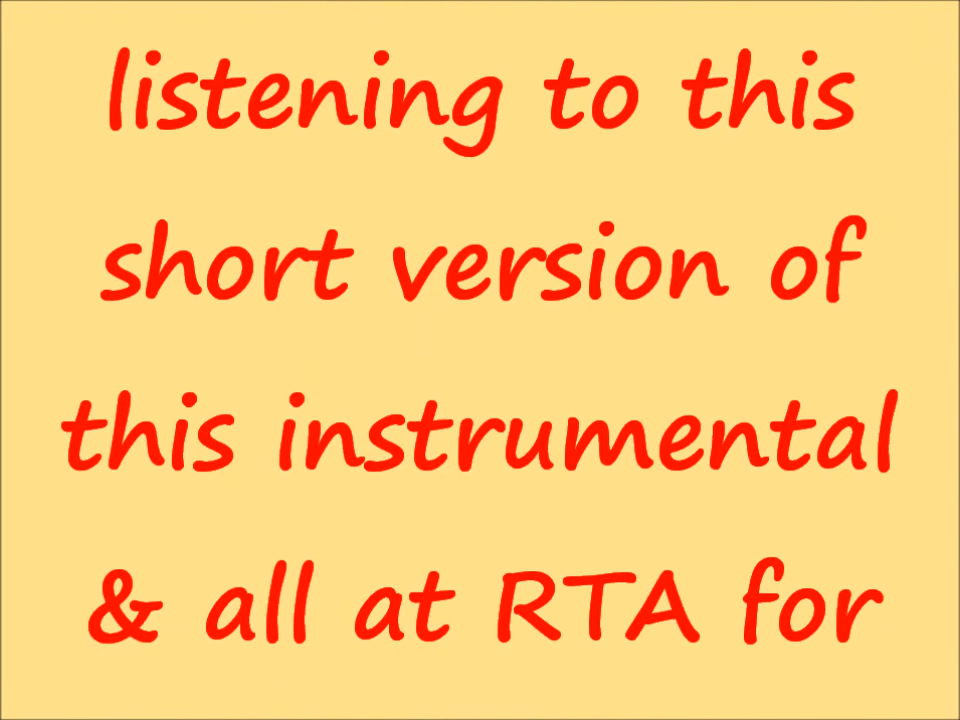 listening to this
short version of
this instrumental
& all at RTA for